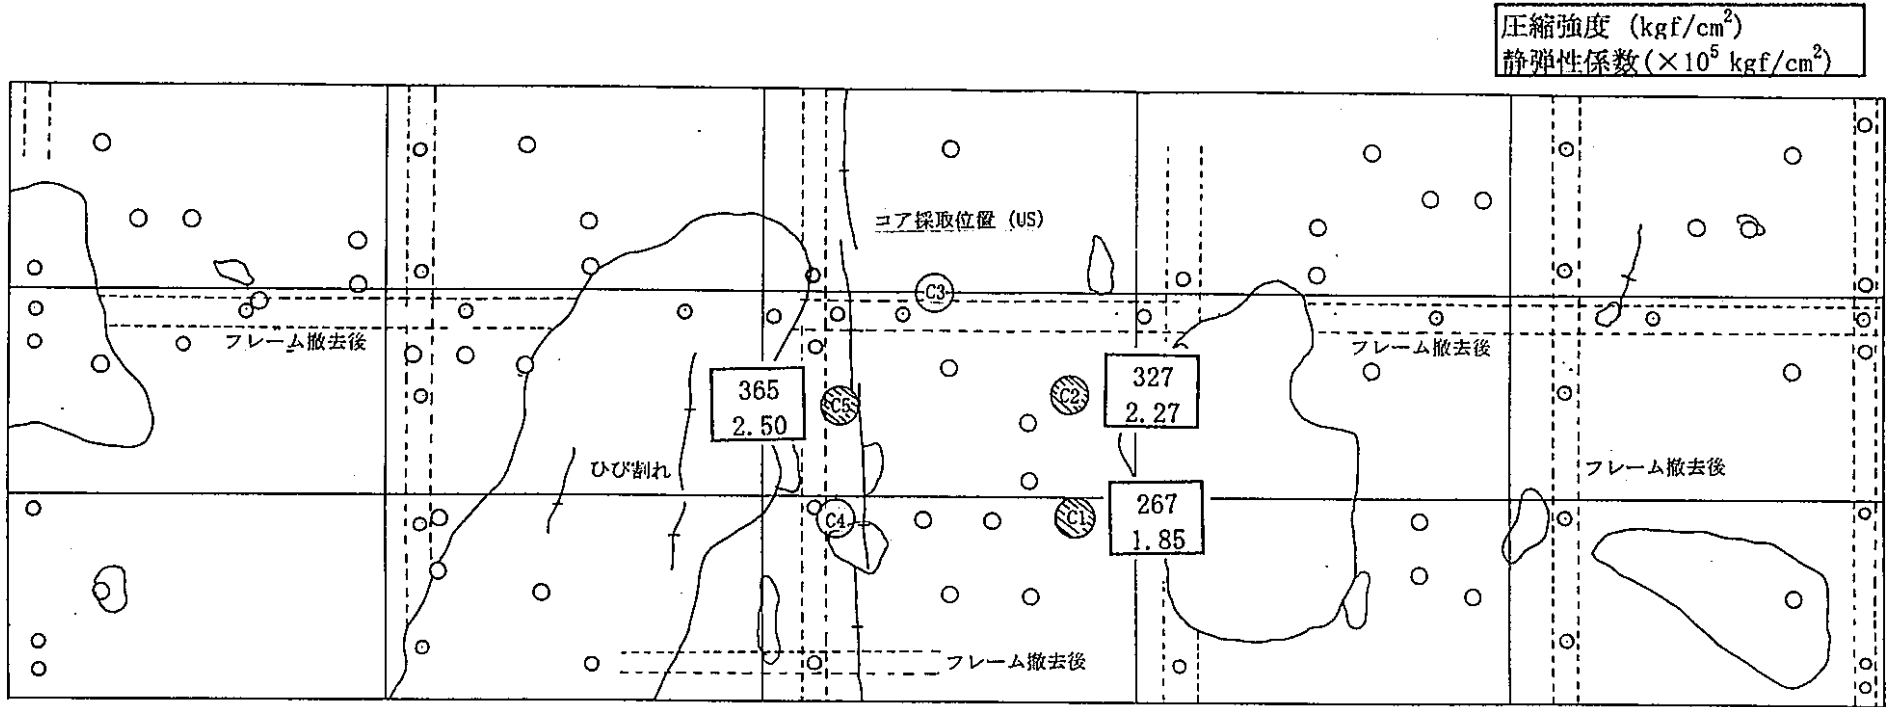 圧縮強度 (kgf/cm²)
静弾性係数(×10⁵ kgf/cm²)
コア採取位置 (US)
C3
フレーム撤去後
フレーム撤去後
365
2.50
C5
C2
327
2.27
ひび割れ
フレーム撤去後
C4
C1
267
1.85
フレーム撤去後